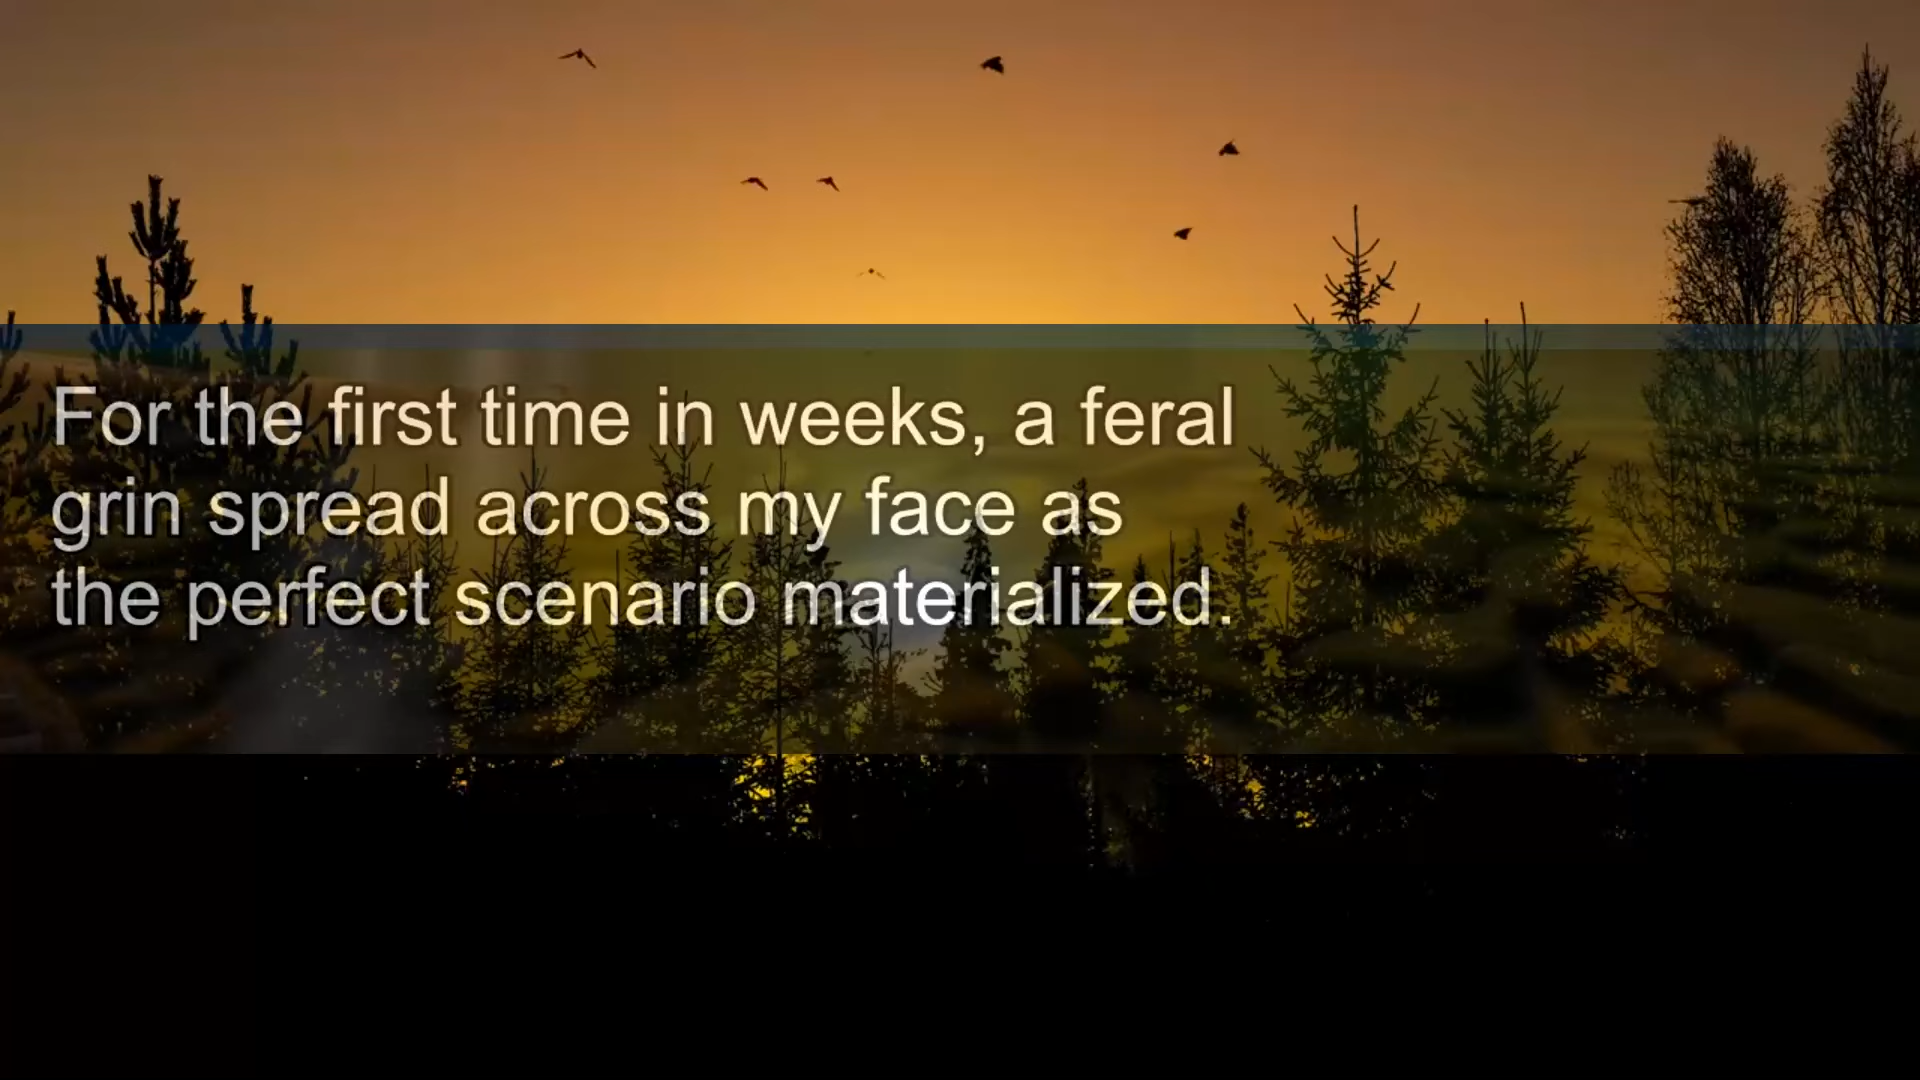 For the first time in weeks, a feral
grin spread across my face as
the perfect scenario materialized.